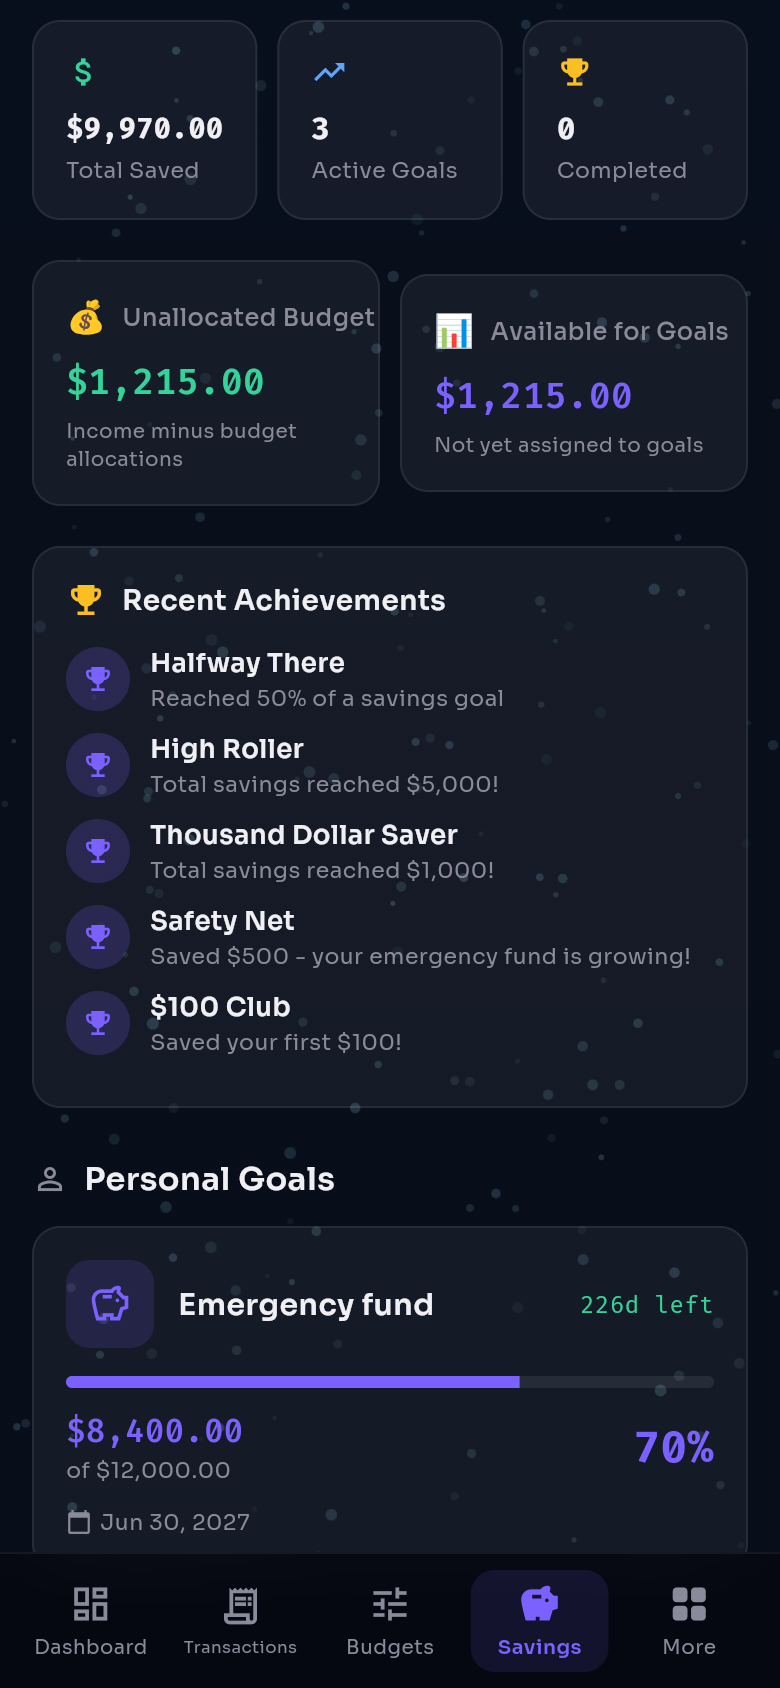 $9,970.00
Total Saved
3
Active Goals
0
Completed
Unallocated Budget
$1,215.00
Income minus budget
allocations
Available for Goals
$1,215.00
Not yet assigned to goals
Recent Achievements
Halfway There
Reached 50% of a savings goal
High Roller
Total savings reached $5,000!
Thousand Dollar Saver
Total savings reached $1,000!
Safety Net
Saved $500 - your emergency fund is growing!
$100 Club
Saved your first $100!
Personal Goals
Emergency fund
226d left
$8,400.00
of $12,000.00
70%
Jun 30, 2027
Dashboard
Transactions
Budgets
Savings
More